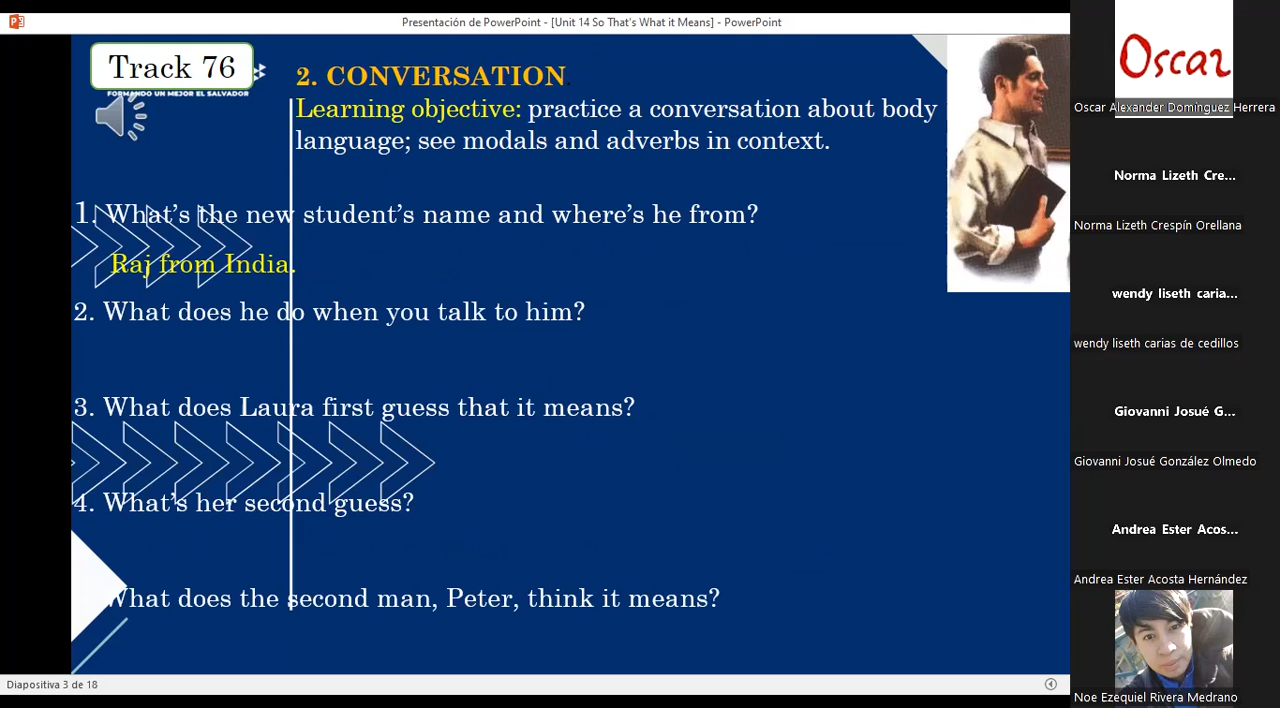 Presentación de PowerPoint - [Unit 14 So That's What it Means] - PowerPoint
Track 76
FORMANDO UN MEJOR EL SALVADOR
2. CONVERSATION
Learning objective: practice a conversation about body
language; see modals and adverbs in context.
1. What's the new student's name and where's he from?
Raj from India.
2. What does he do when you talk to him?
3. What does Laura first guess that it means?
4. What's her second guess?
What does the second man, Peter, think it means?
Diapositiva 3 de 18
Oscar
Oscar Alexander Domínguez Herrera
Norma Lizeth Cre...
Norma Lizeth Crespín Orellana
wendy liseth caria...
wendy liseth carias de cedillos
Giovanni Josué G...
Giovanni Josué González Olmedo
Andrea Ester Acos...
Andrea Ester Acosta Hernández
Noe Ezequiel Rivera Medrano